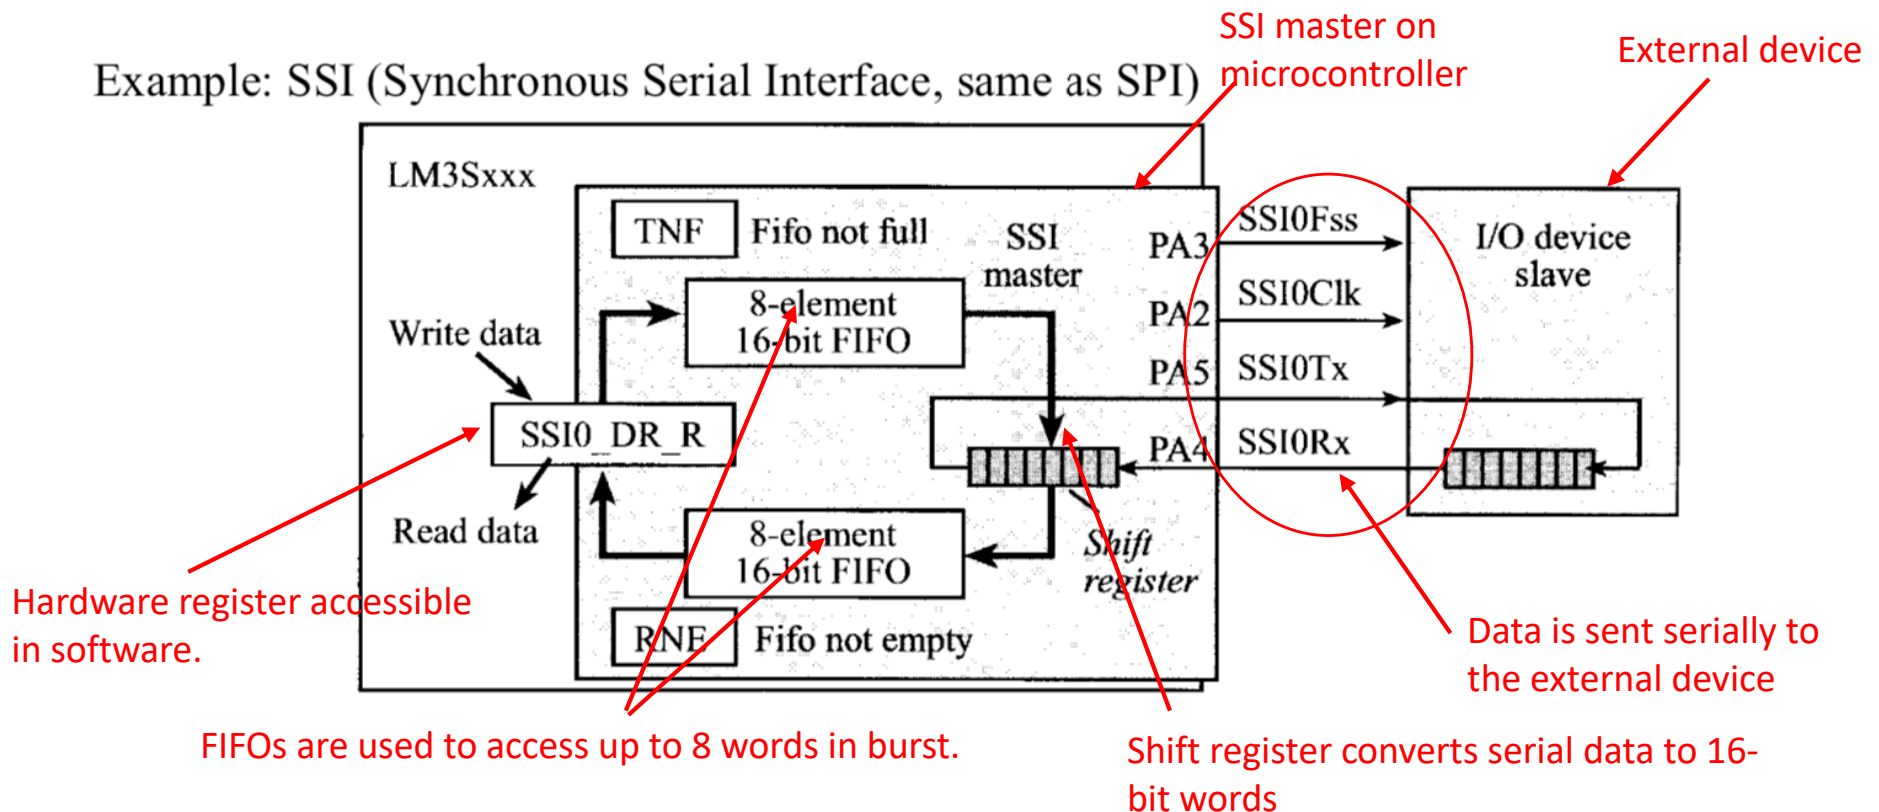 SSI master on
microcontroller
External device
Example: SSI (Synchronous Serial Interface, same as SPI)
LM3Sxxx
TNF
Fifo not full
SSI
master
8-element
16-bit FIFO
Write data
SSI0_DR_R
Read data
8-element
16-bit FIFO
RNE
Fifo not empty
Shift
register
PA3
SSI0Fss
PA2
SSI0Clk
PA5
SSI0Tx
PA4
SSI0Rx
I/O device
slave
Hardware register accessible
in software.
Data is sent serially to
the external device
FIFOs are used to access up to 8 words in burst.
Shift register converts serial data to 16-
bit words